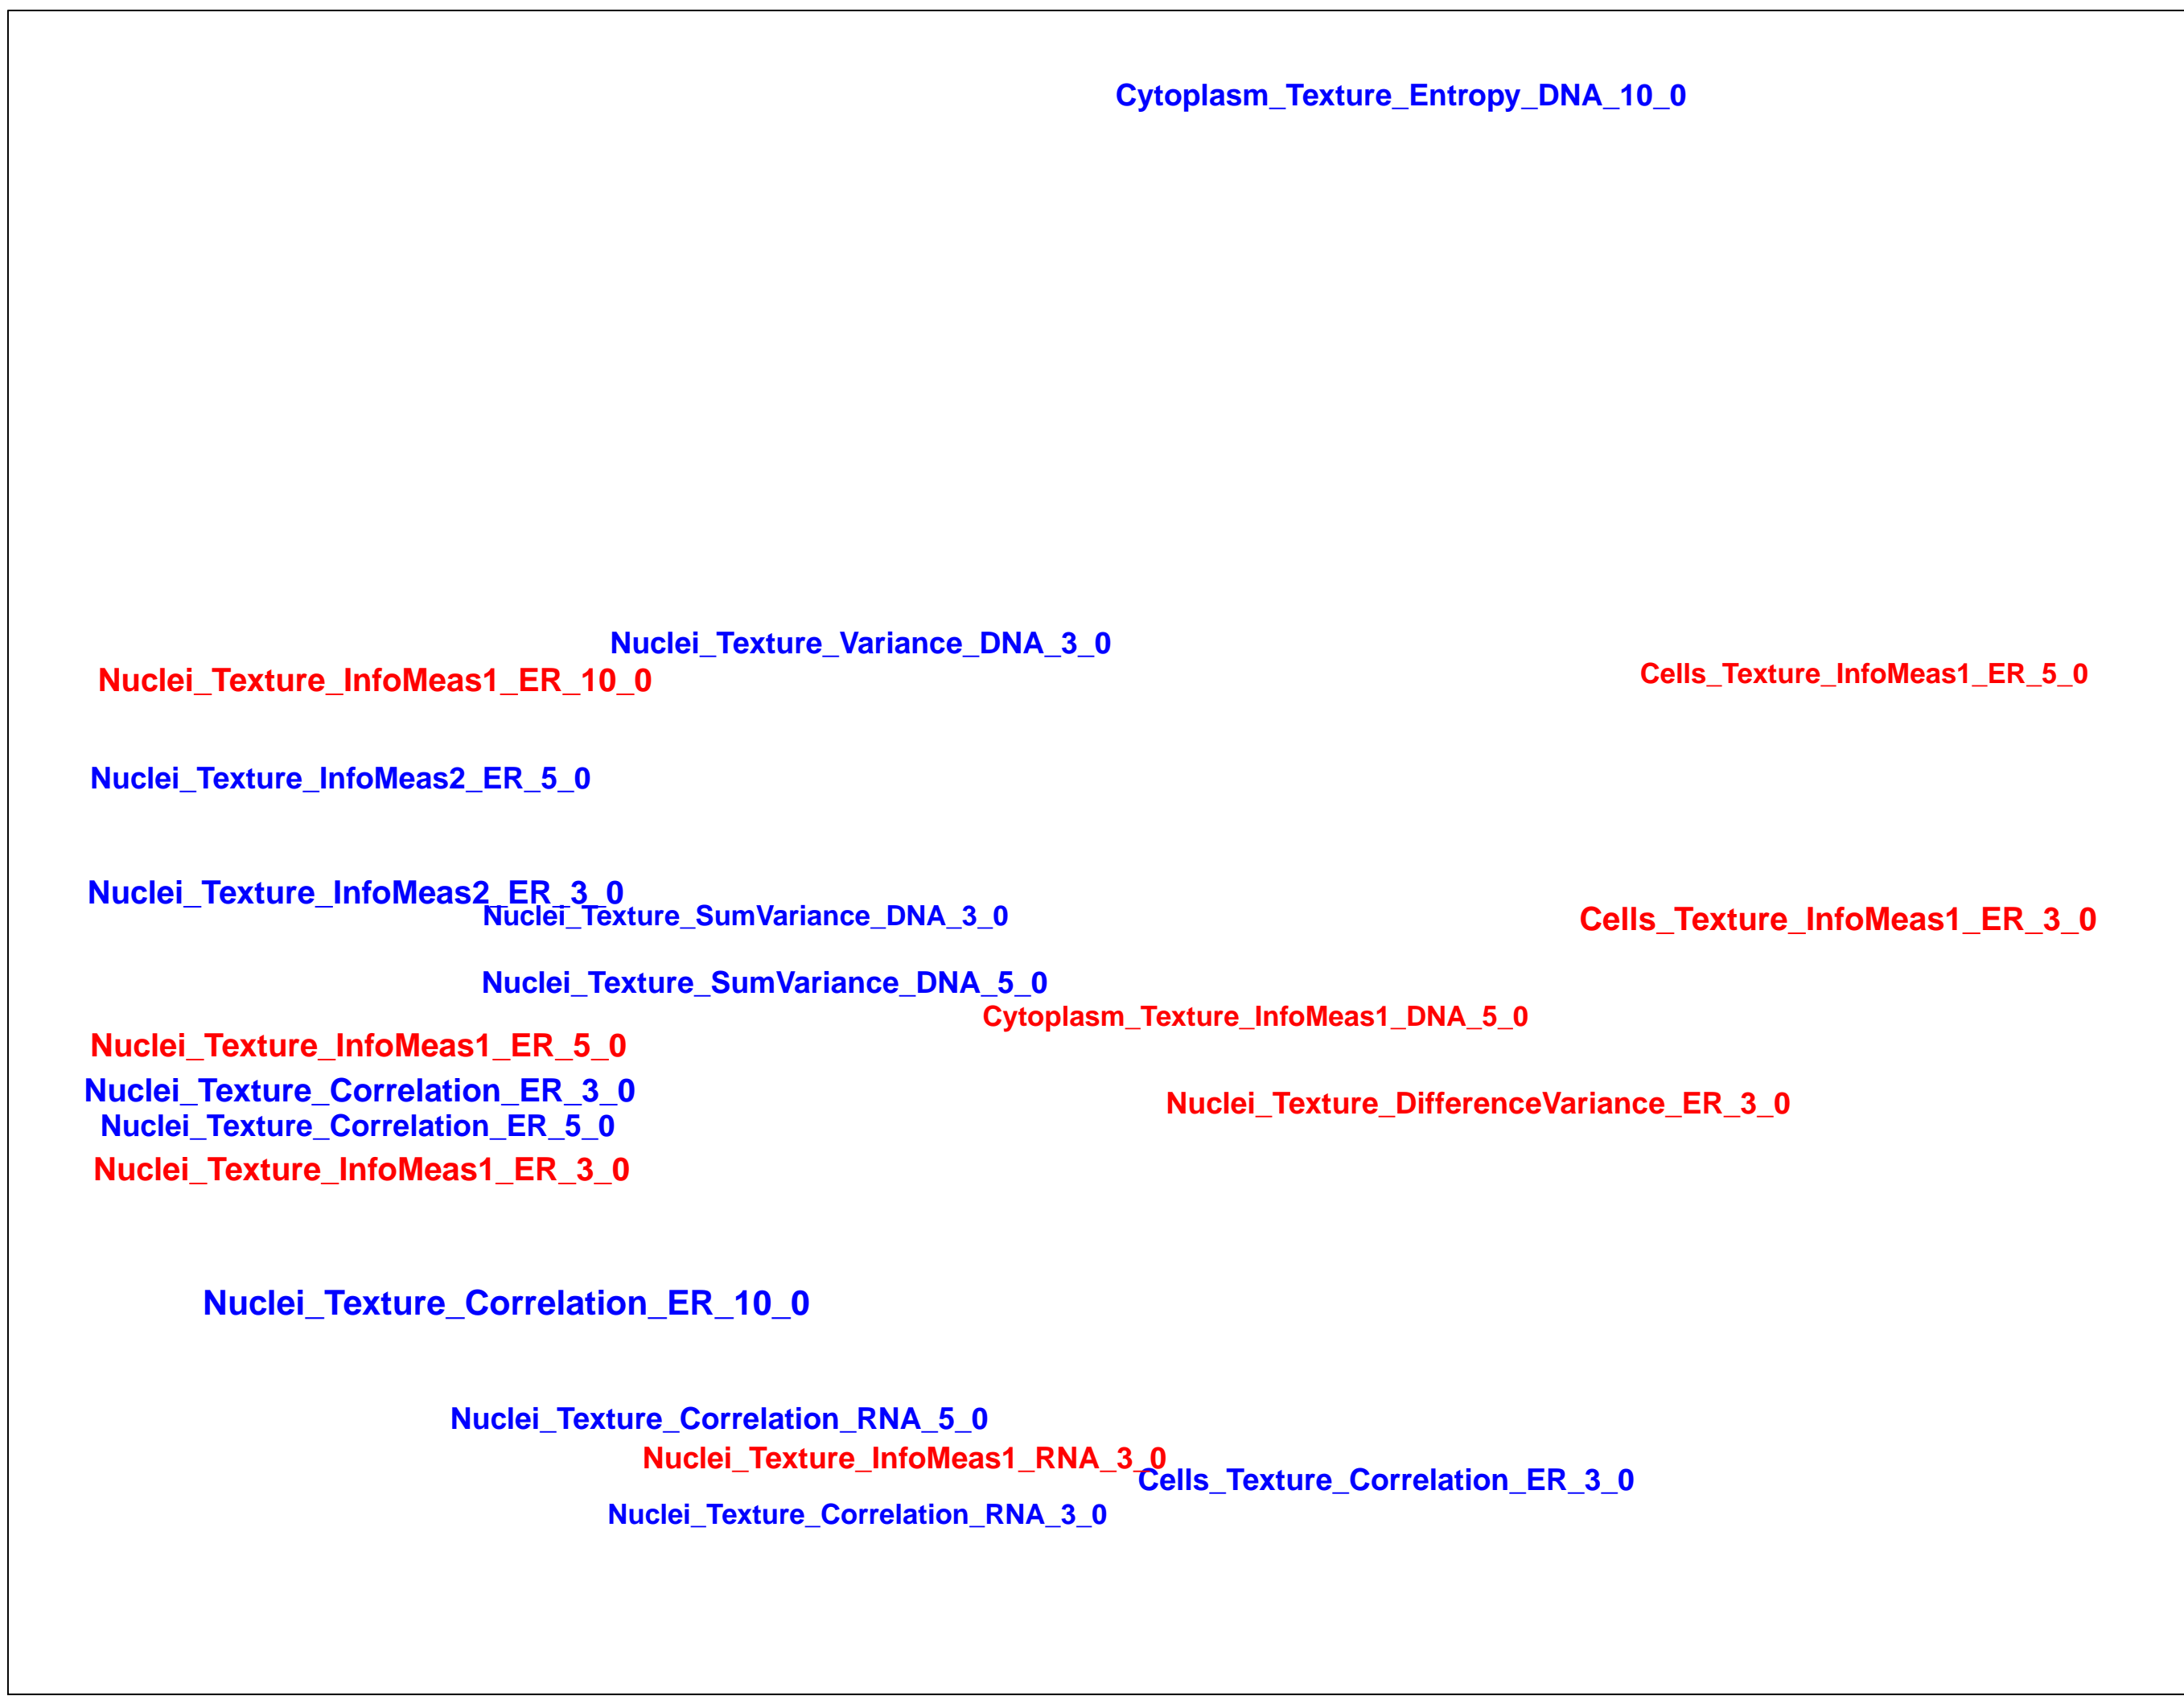 Cytoplasm_Texture_Entropy_DNA_10_0
Nuclei_Texture_Variance_DNA_3_0
Nuclei_Texture_InfoMeas1_ER_10_0
Cells_Texture_InfoMeas1_ER_5_0
Nuclei_Texture_InfoMeas2_ER_5_0
Nuclei_Texture_InfoMeas2_ER_3_0
Nuclei_Texture_SumVariance_DNA_3_0
Cells_Texture_InfoMeas1_ER_3_0
Nuclei_Texture_SumVariance_DNA_5_0
Cytoplasm_Texture_InfoMeas1_DNA_5_0
Nuclei_Texture_InfoMeas1_ER_5_0
Nuclei_Texture_Correlation_ER_3_0
Nuclei_Texture_DifferenceVariance_ER_3_0
Nuclei_Texture_Correlation_ER_5_0
Nuclei_Texture_InfoMeas1_ER_3_0
Nuclei_Texture_Correlation_ER_10_0
Nuclei_Texture_Correlation_RNA_5_0
Nuclei_Texture_InfoMeas1_RNA_3_0
Cells_Texture_Correlation_ER_3_0
Nuclei_Texture_Correlation_RNA_3_0